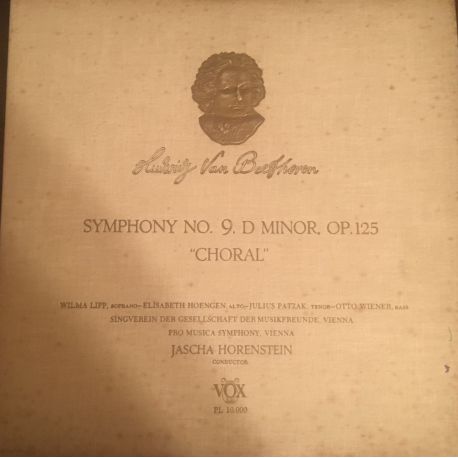 Ludwig Van Beethoven
SYMPHONY NO. 9, D MINOR, OP. 125
"CHORAL"
WILMA LIPP, SOPRANO—ELISABETH HOENGEN, ALTO—JULIUS PATZAK, TENOR—OTTO WIENER, BASS
SINGVEREIN DER GESELLSCHAFT DER MUSIKFREUNDE, VIENNA
PRO MUSICA SYMPHONY, VIENNA
JASCHA HORENSTEIN
CONDUCTOR
VOX
PL 10.000